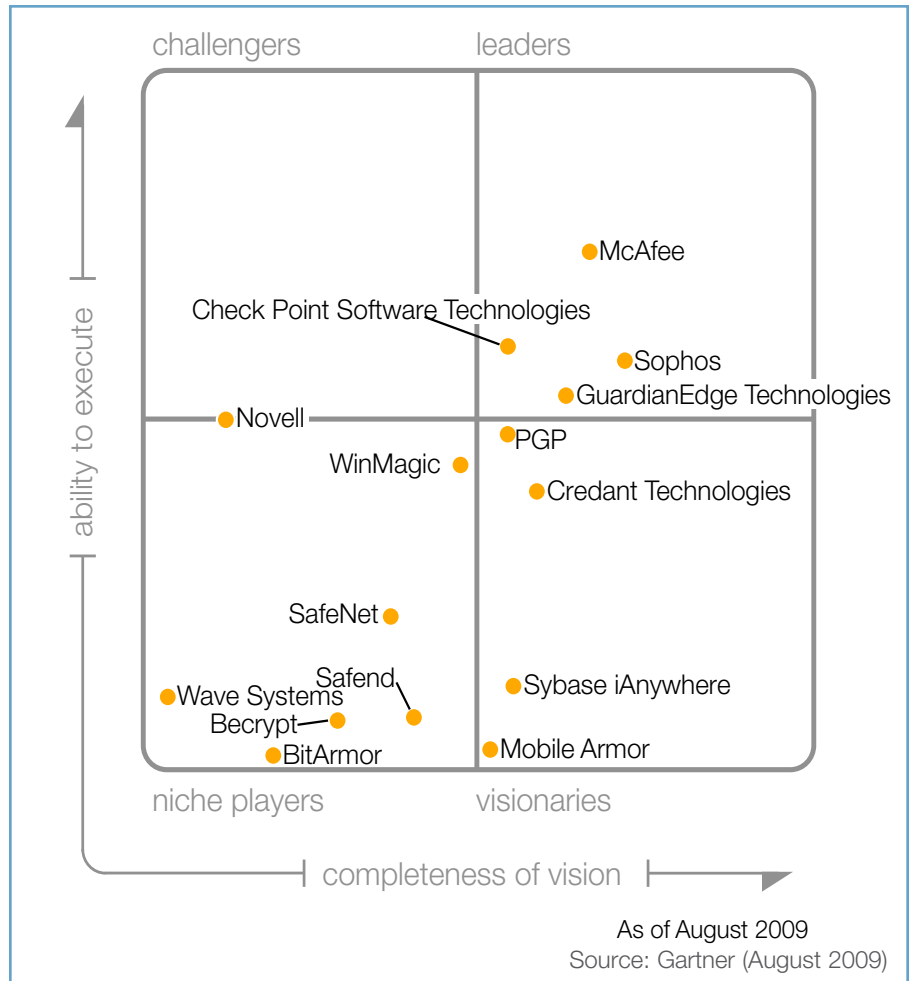 challengers
leaders
McAfee
Check Point Software Technologies
Sophos
GuardianEdge Technologies
Novell
PGP
WinMagic
Credant Technologies
SafeNet
Safend
Sybase iAnywhere
Wave Systems
Becrypt
BitArmor
Mobile Armor
niche players
visionaries
ability to execute
completeness of vision
As of August 2009
Source: Gartner (August 2009)